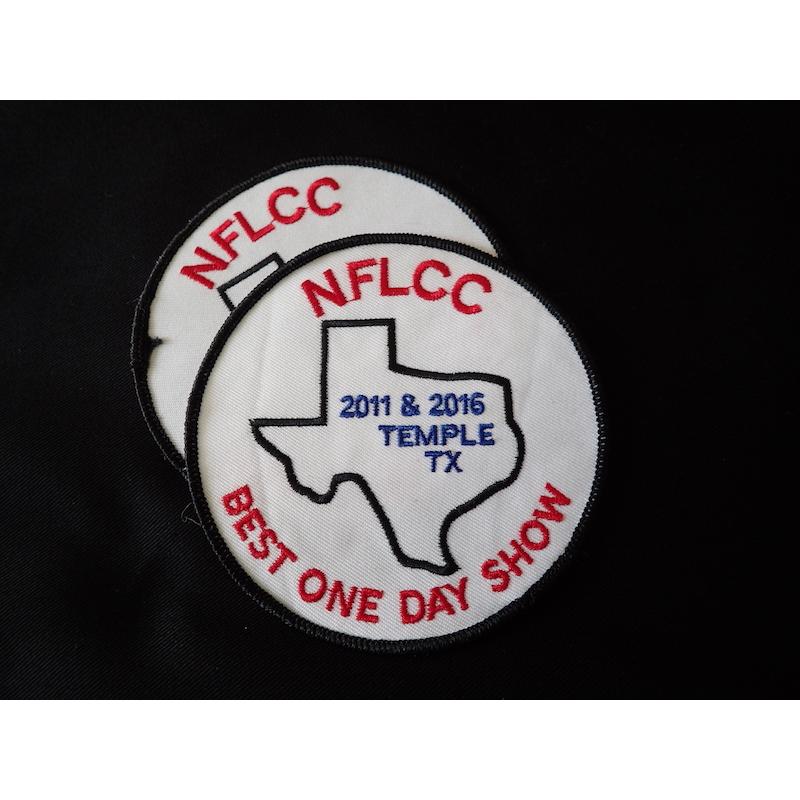 NFLCC
NFLCC
2011 & 2016
TEMPLE
TX
BEST ONE DAY SHOW